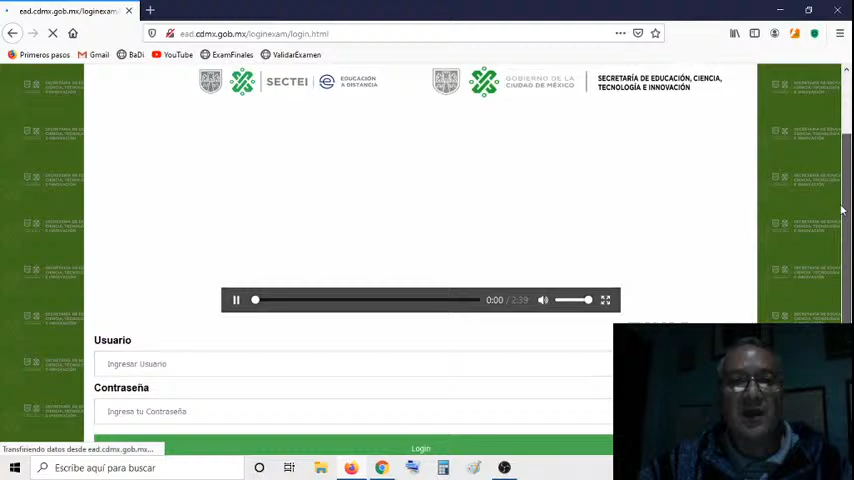 ead.cdmx.gob.mx/loginexam/l
ead.cdmx.gob.mx/loginexam/login.html
Primeros pasos
Gmail
BaDi
YouTube
ExamFinales
ValidarExamen
SECTEI
EDUCACIÓN
A DISTANCIA
GOBIERNO DE LA
CIUDAD DE MÉXICO
SECRETARÍA DE EDUCACIÓN, CIENCIA,
TECNOLOGÍA E INNOVACIÓN
0:00 / 2:39
Usuario
Ingresar Usuario
Contraseña
Ingresa tu Contraseña
Login
Transfiriendo datos desde ead.cdmx.gob.mx...
Escribe aquí para buscar